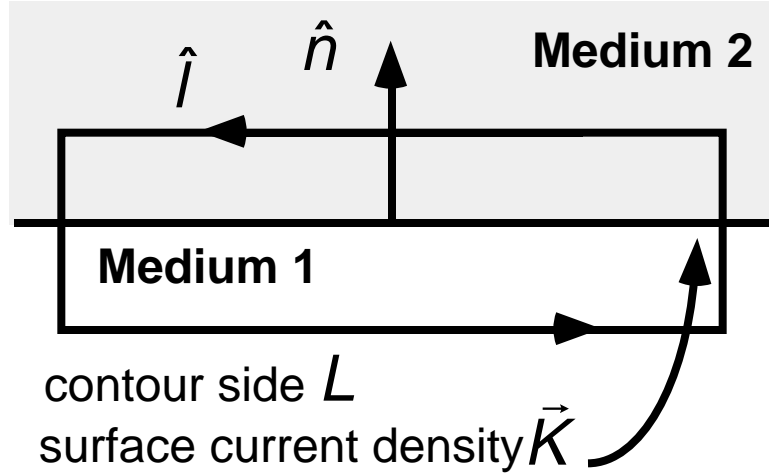 n̂ Medium 2
l̂
Medium 1
contour side L
surface current density K⃗